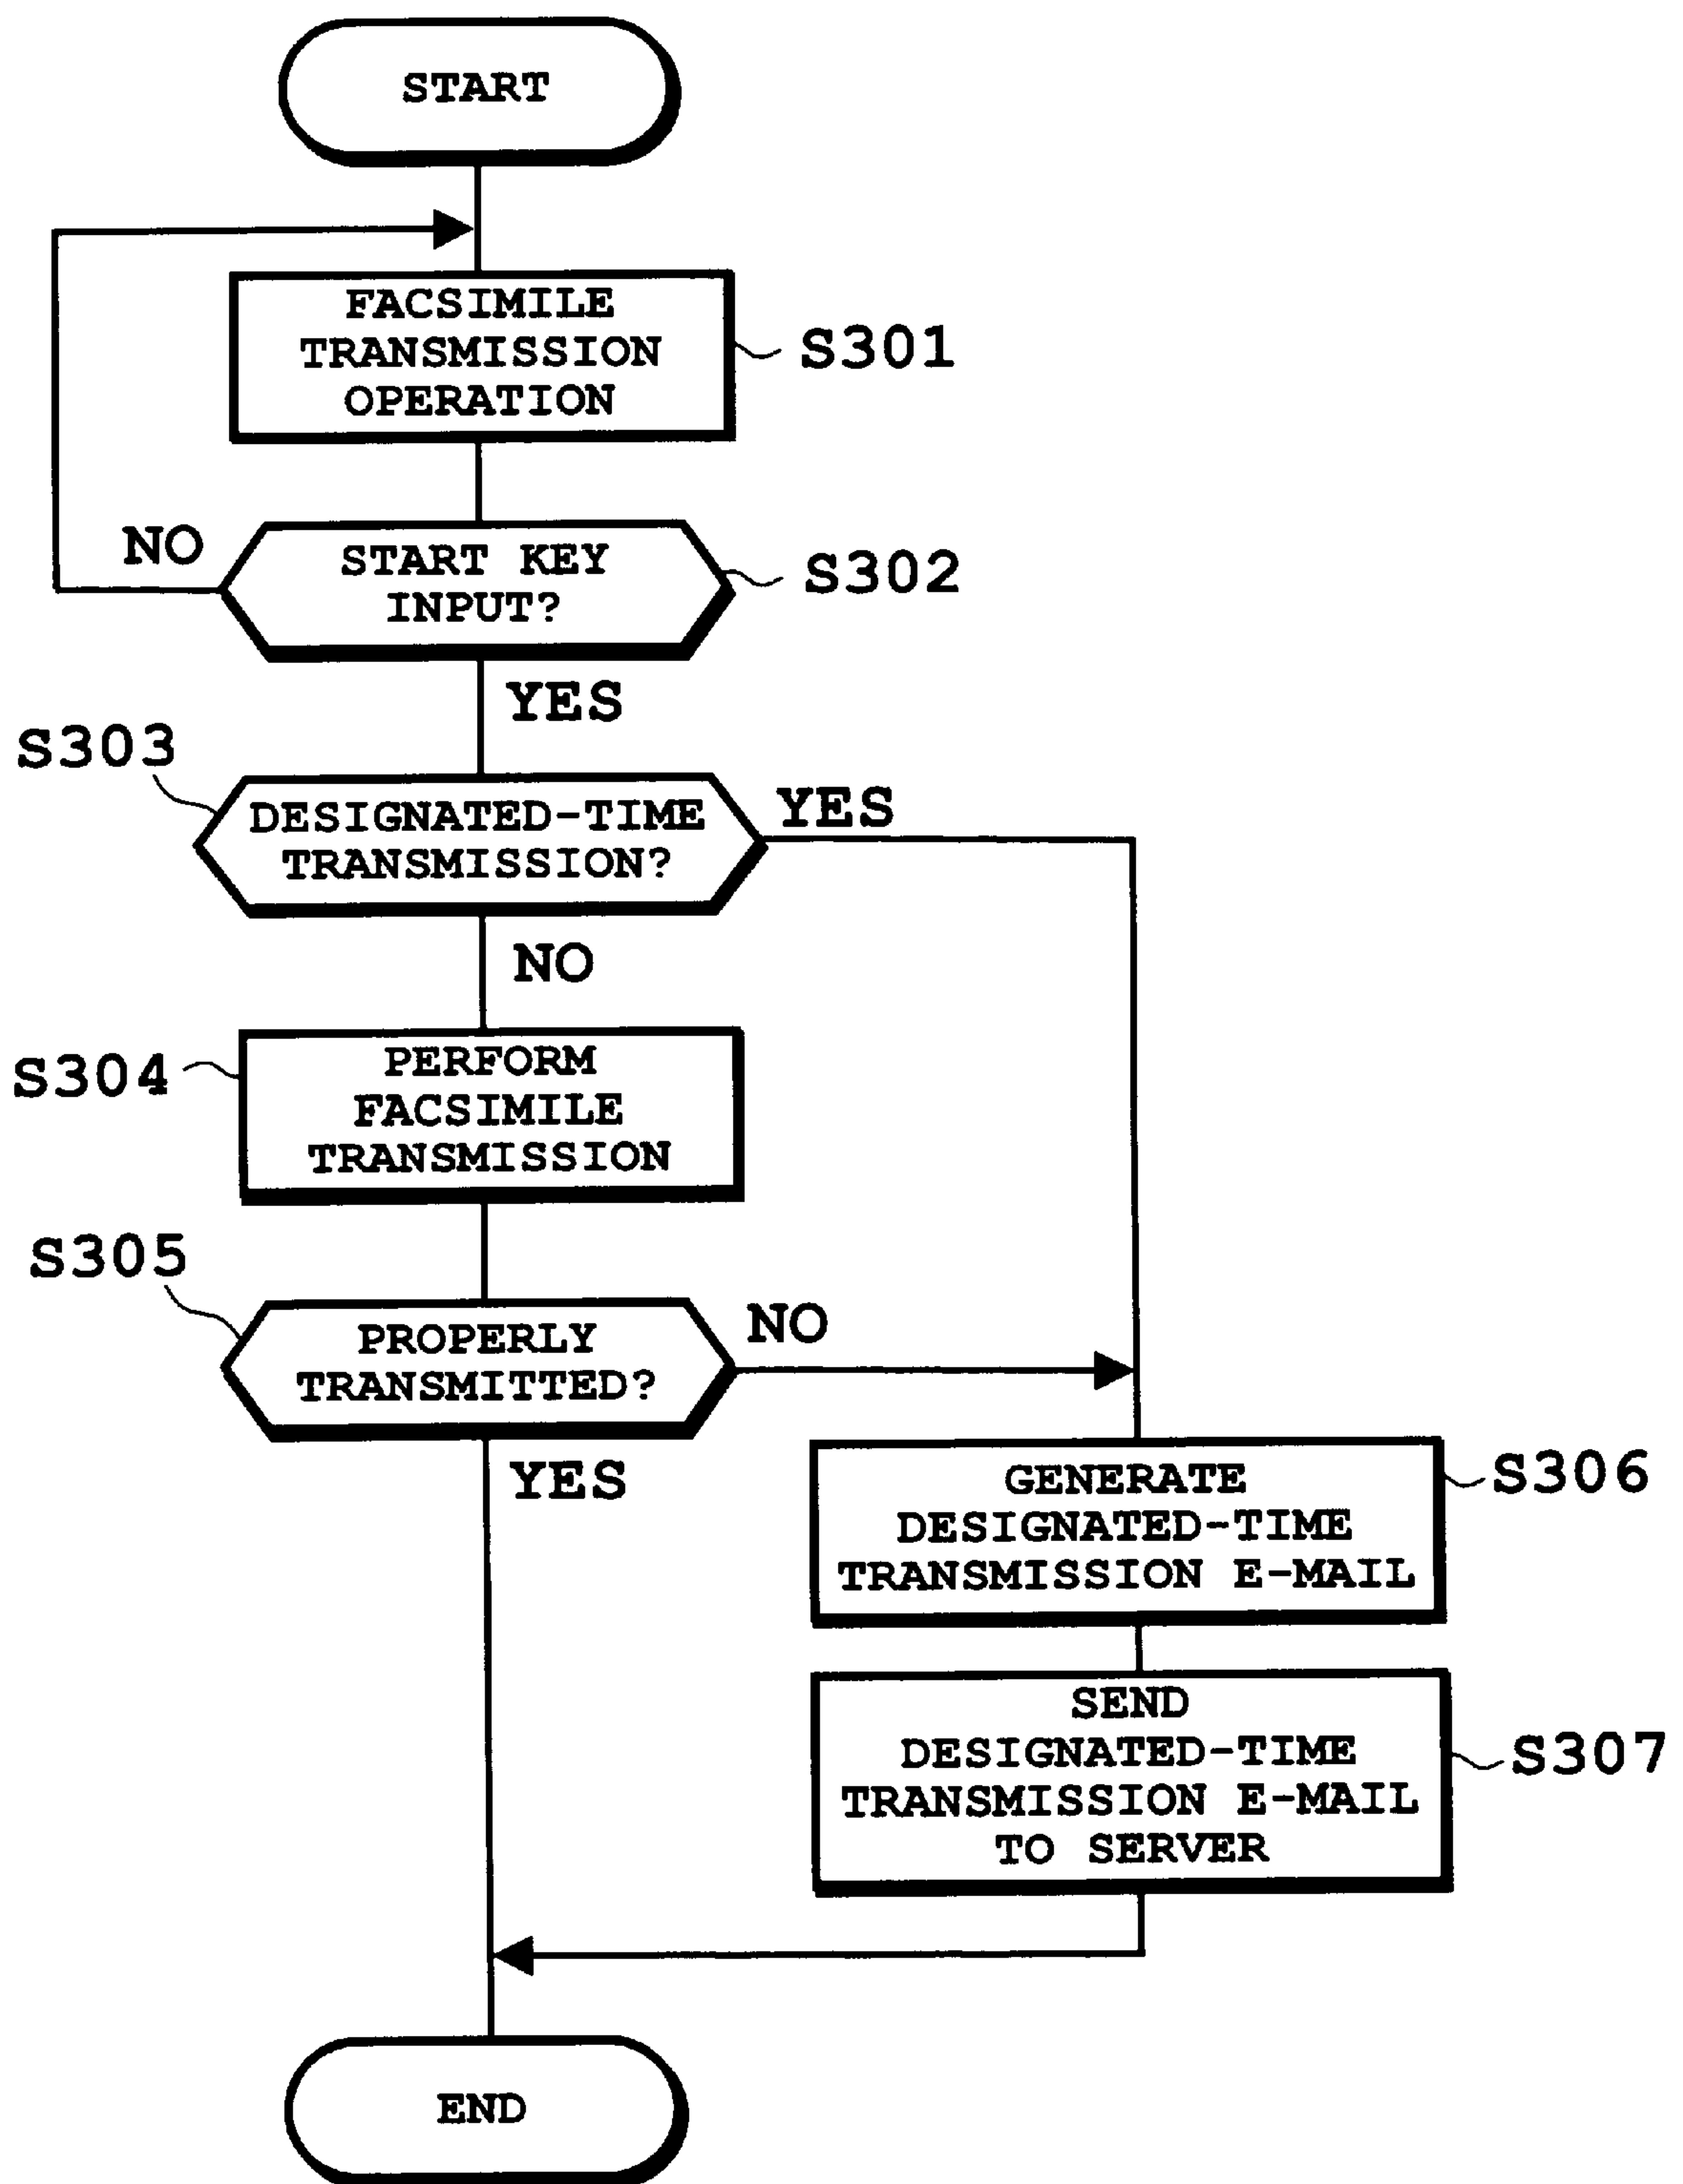 START
FACSIMILE
TRANSMISSION
OPERATION
S301
NO
START KEY
INPUT?
S302
YES
S303
DESIGNATED-TIME
TRANSMISSION?
YES
NO
S304
PERFORM
FACSIMILE
TRANSMISSION
S305
PROPERLY
TRANSMITTED?
NO
YES
GENERATE
DESIGNATED-TIME
TRANSMISSION E-MAIL
S306
SEND
DESIGNATED-TIME
TRANSMISSION E-MAIL
TO SERVER
S307
END